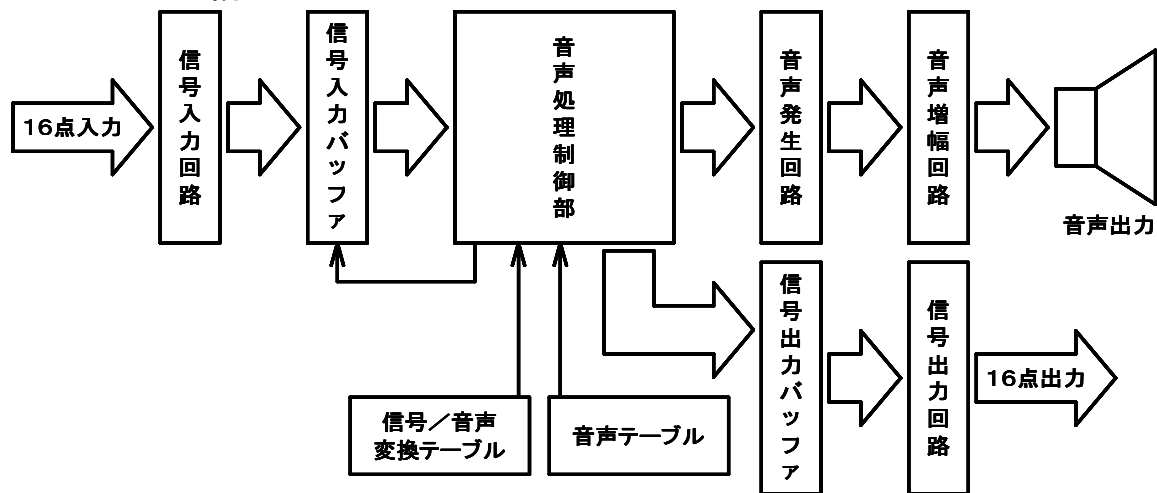 16点入力
信号入力回路
信号入力バッファ
音声処理制御部
音声発生回路
音声増幅回路
音声出力
信号/音声
変換テーブル
音声テーブル
信号出力バッファ
信号出力回路
16点出力